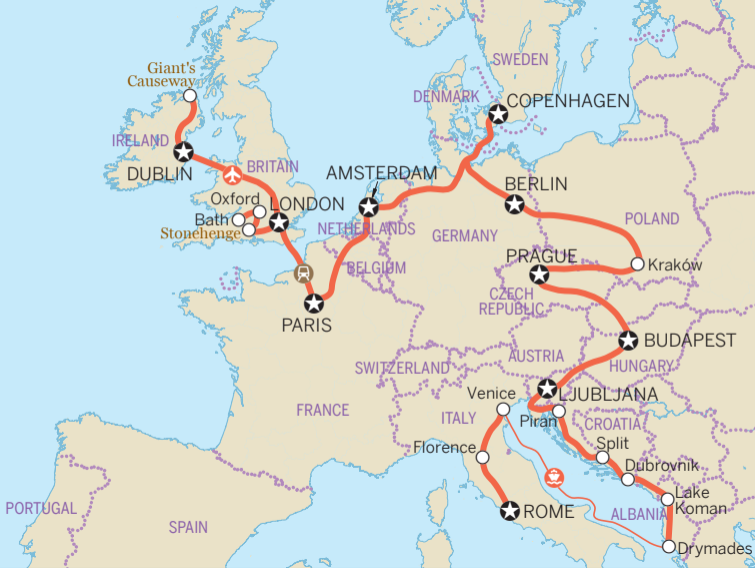 SWEDEN
Giant's
Causeway
DENMARK
COPENHAGEN
IRELAND
DUBLIN
BRITAIN
AMSTERDAM
BERLIN
Oxford
LONDON
Bath
Stonehenge
NETHERLANDS
POLAND
GERMANY
BELGIUM
PRAGUE
Kraków
CZECH
REPUBLIC
PARIS
BUDAPEST
AUSTRIA
HUNGARY
SWITZERLAND
LJUBLJANA
Venice
FRANCE
ITALY
Piran
CROATIA
Florence
Split
Dubrovnik
Lake
Koman
PORTUGAL
SPAIN
ROME
ALBANIA
Drymades